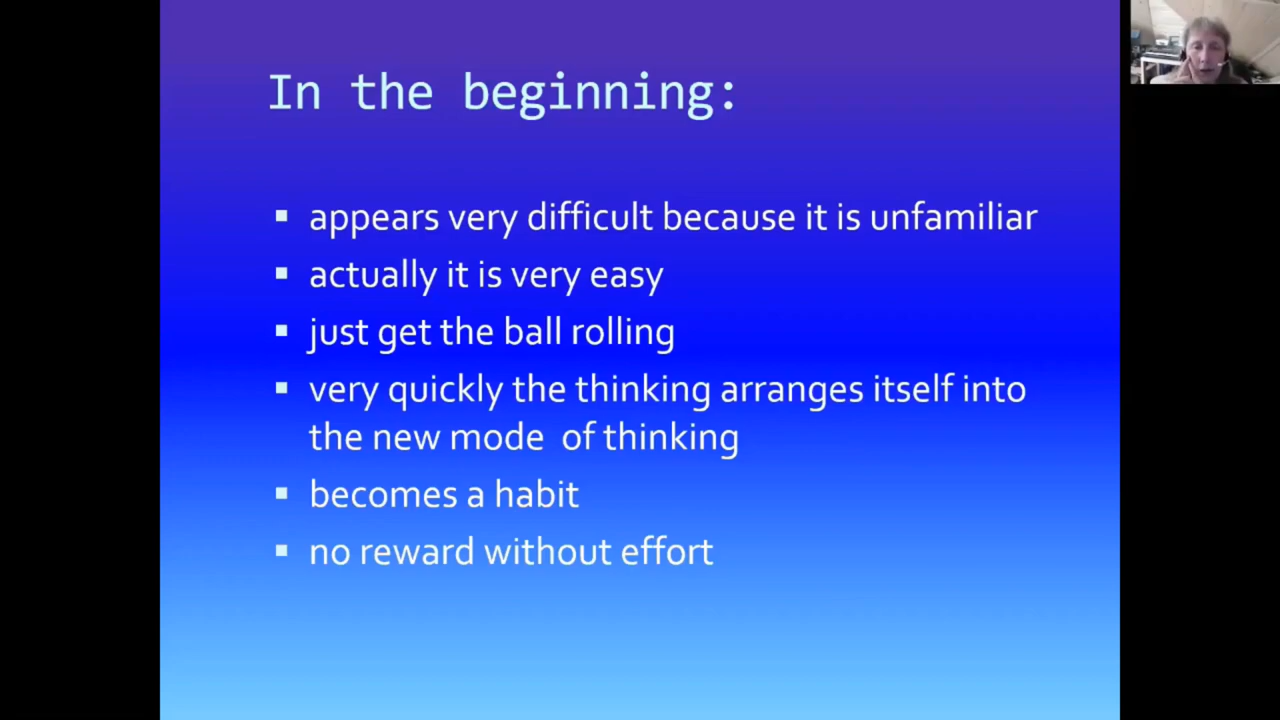 In the beginning:
appears very difficult because it is unfamiliar
actually it is very easy
just get the ball rolling
very quickly the thinking arranges itself into
the new mode  of thinking
becomes a habit
no reward without effort